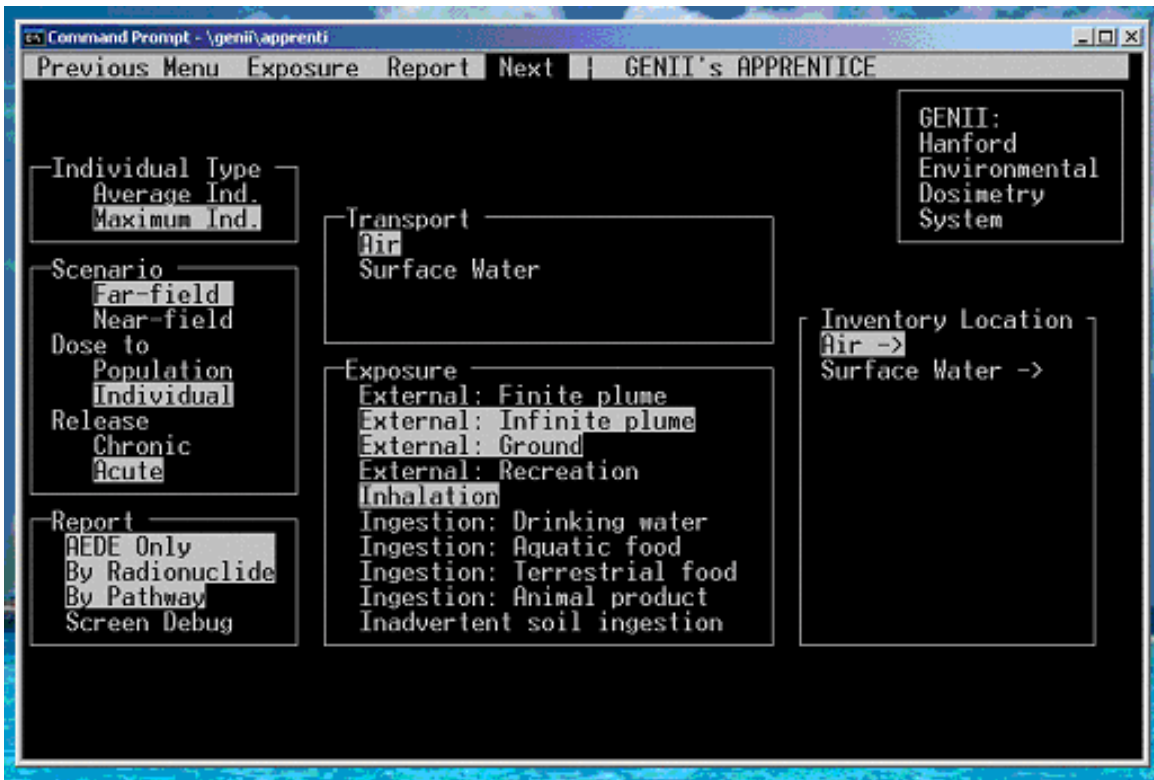 Command Prompt - \genii\apprenti
Previous Menu Exposure Report Next | GENII's APPRENTICE
GENII:
Hanford
Environmental
Dosimetry
System
Individual Type
Average Ind.
Maximum Ind.
Scenario
Far-field
Near-field
Dose to
Population
Individual
Release
Chronic
Acute
Report
AEDE Only
By Radionuclide
By Pathway
Screen Debug
Transport
Air
Surface Water
Exposure
External: Finite plume
External: Infinite plume
External: Ground
External: Recreation
Inhalation
Ingestion: Drinking water
Ingestion: Aquatic food
Ingestion: Terrestrial food
Ingestion: Animal product
Inadvertent soil ingestion
Inventory Location
Air ->
Surface Water ->